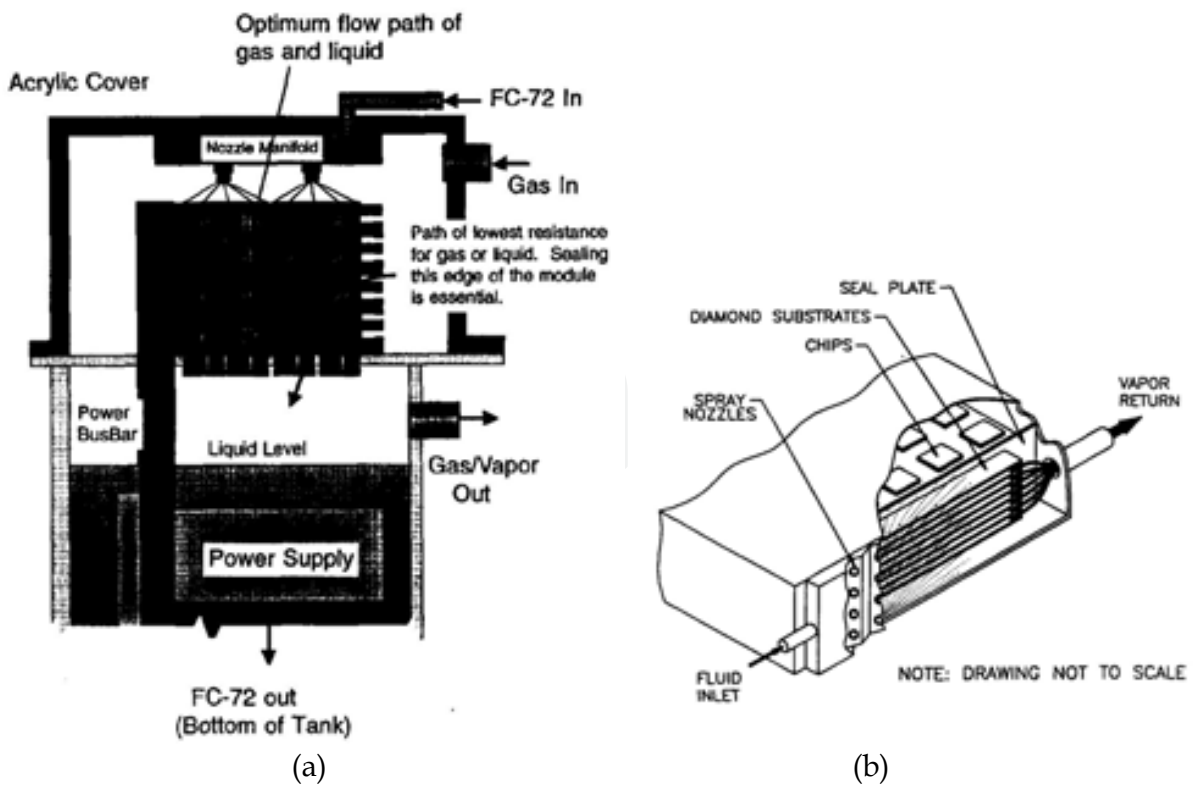 Optimum flow path of
gas and liquid
Acrylic Cover
FC-72 In
Nozzle Manifold
Gas In
Path of lowest resistance
for gas or liquid. Sealing
this edge of the module
is essential.
Power
BusBar
Liquid Level
Gas/Vapor
Out
Power Supply
FC-72 out
(Bottom of Tank)
(a)
SEAL PLATE
DIAMOND SUBSTRATES
CHIPS
SPRAY
NOZZLES
VAPOR
RETURN
FLUID
INLET
NOTE: DRAWING NOT TO SCALE
(b)